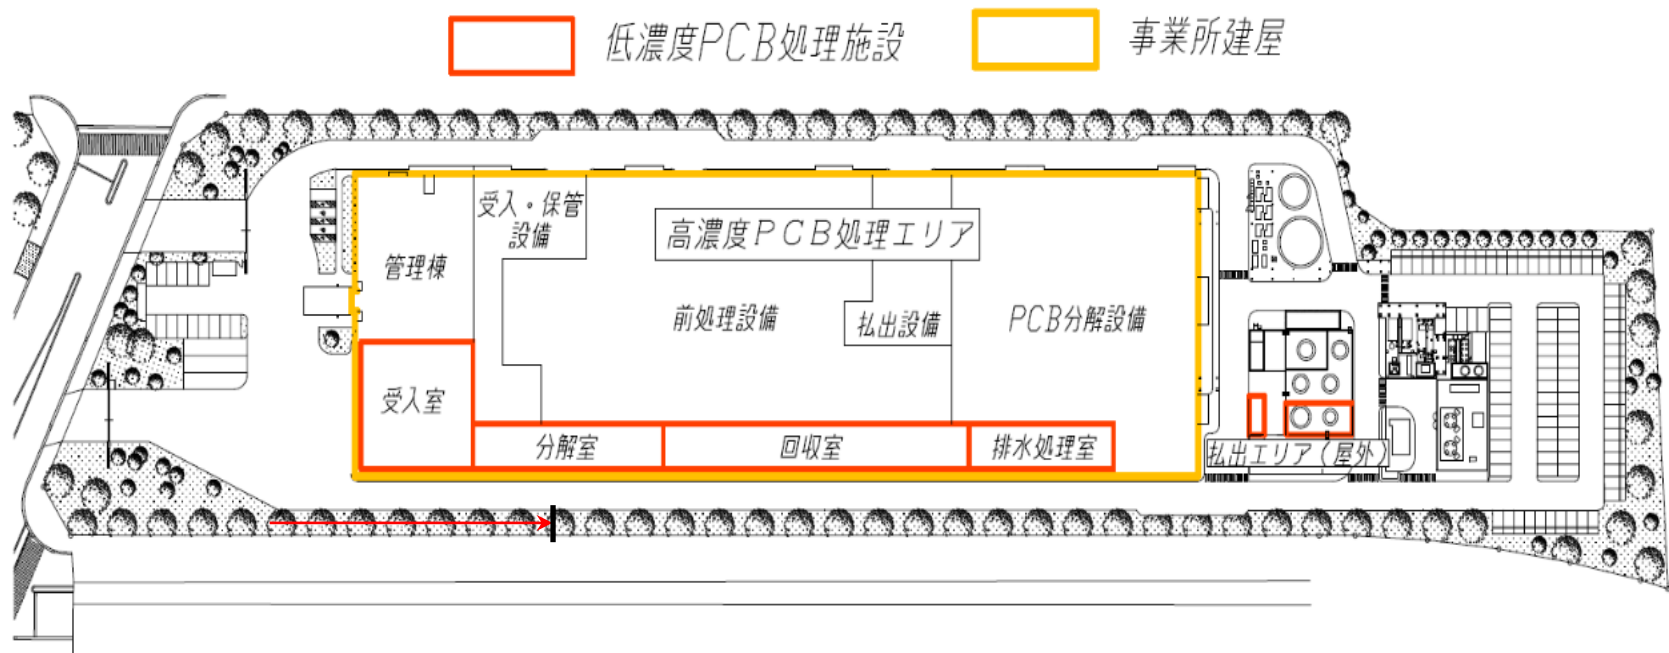 低濃度PCB処理施設
事業所建屋
受入・保管
設備
高濃度PCB処理エリア
管理棟
前処理設備
払出設備
PCB分解設備
受入室
分解室
回収室
排水処理室
払出エリア(屋外)